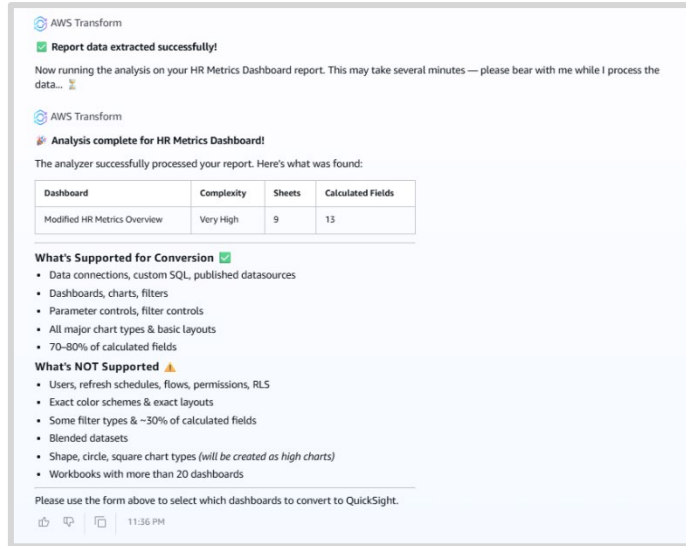 AWS Transform
✅ Report data extracted successfully!
Now running the analysis on your HR Metrics Dashboard report. This may take several minutes — please bear with me while I process the
data... ⏳
AWS Transform
🎉 Analysis complete for HR Metrics Dashboard!
The analyzer successfully processed your report. Here's what was found:
Dashboard Complexity Sheets Calculated Fields
Modified HR Metrics Overview Very High 9 13
What's Supported for Conversion ✅
• Data connections, custom SQL, published datasources
• Dashboards, charts, filters
• Parameter controls, filter controls
• All major chart types & basic layouts
• 70–80% of calculated fields
What's NOT Supported ⚠️
• Users, refresh schedules, flows, permissions, RLS
• Exact color schemes & exact layouts
• Some filter types & ~30% of calculated fields
• Blended datasets
• Shape, circle, square chart types (will be created as high charts)
• Workbooks with more than 20 dashboards
Please use the form above to select which dashboards to convert to QuickSight.
11:36 PM